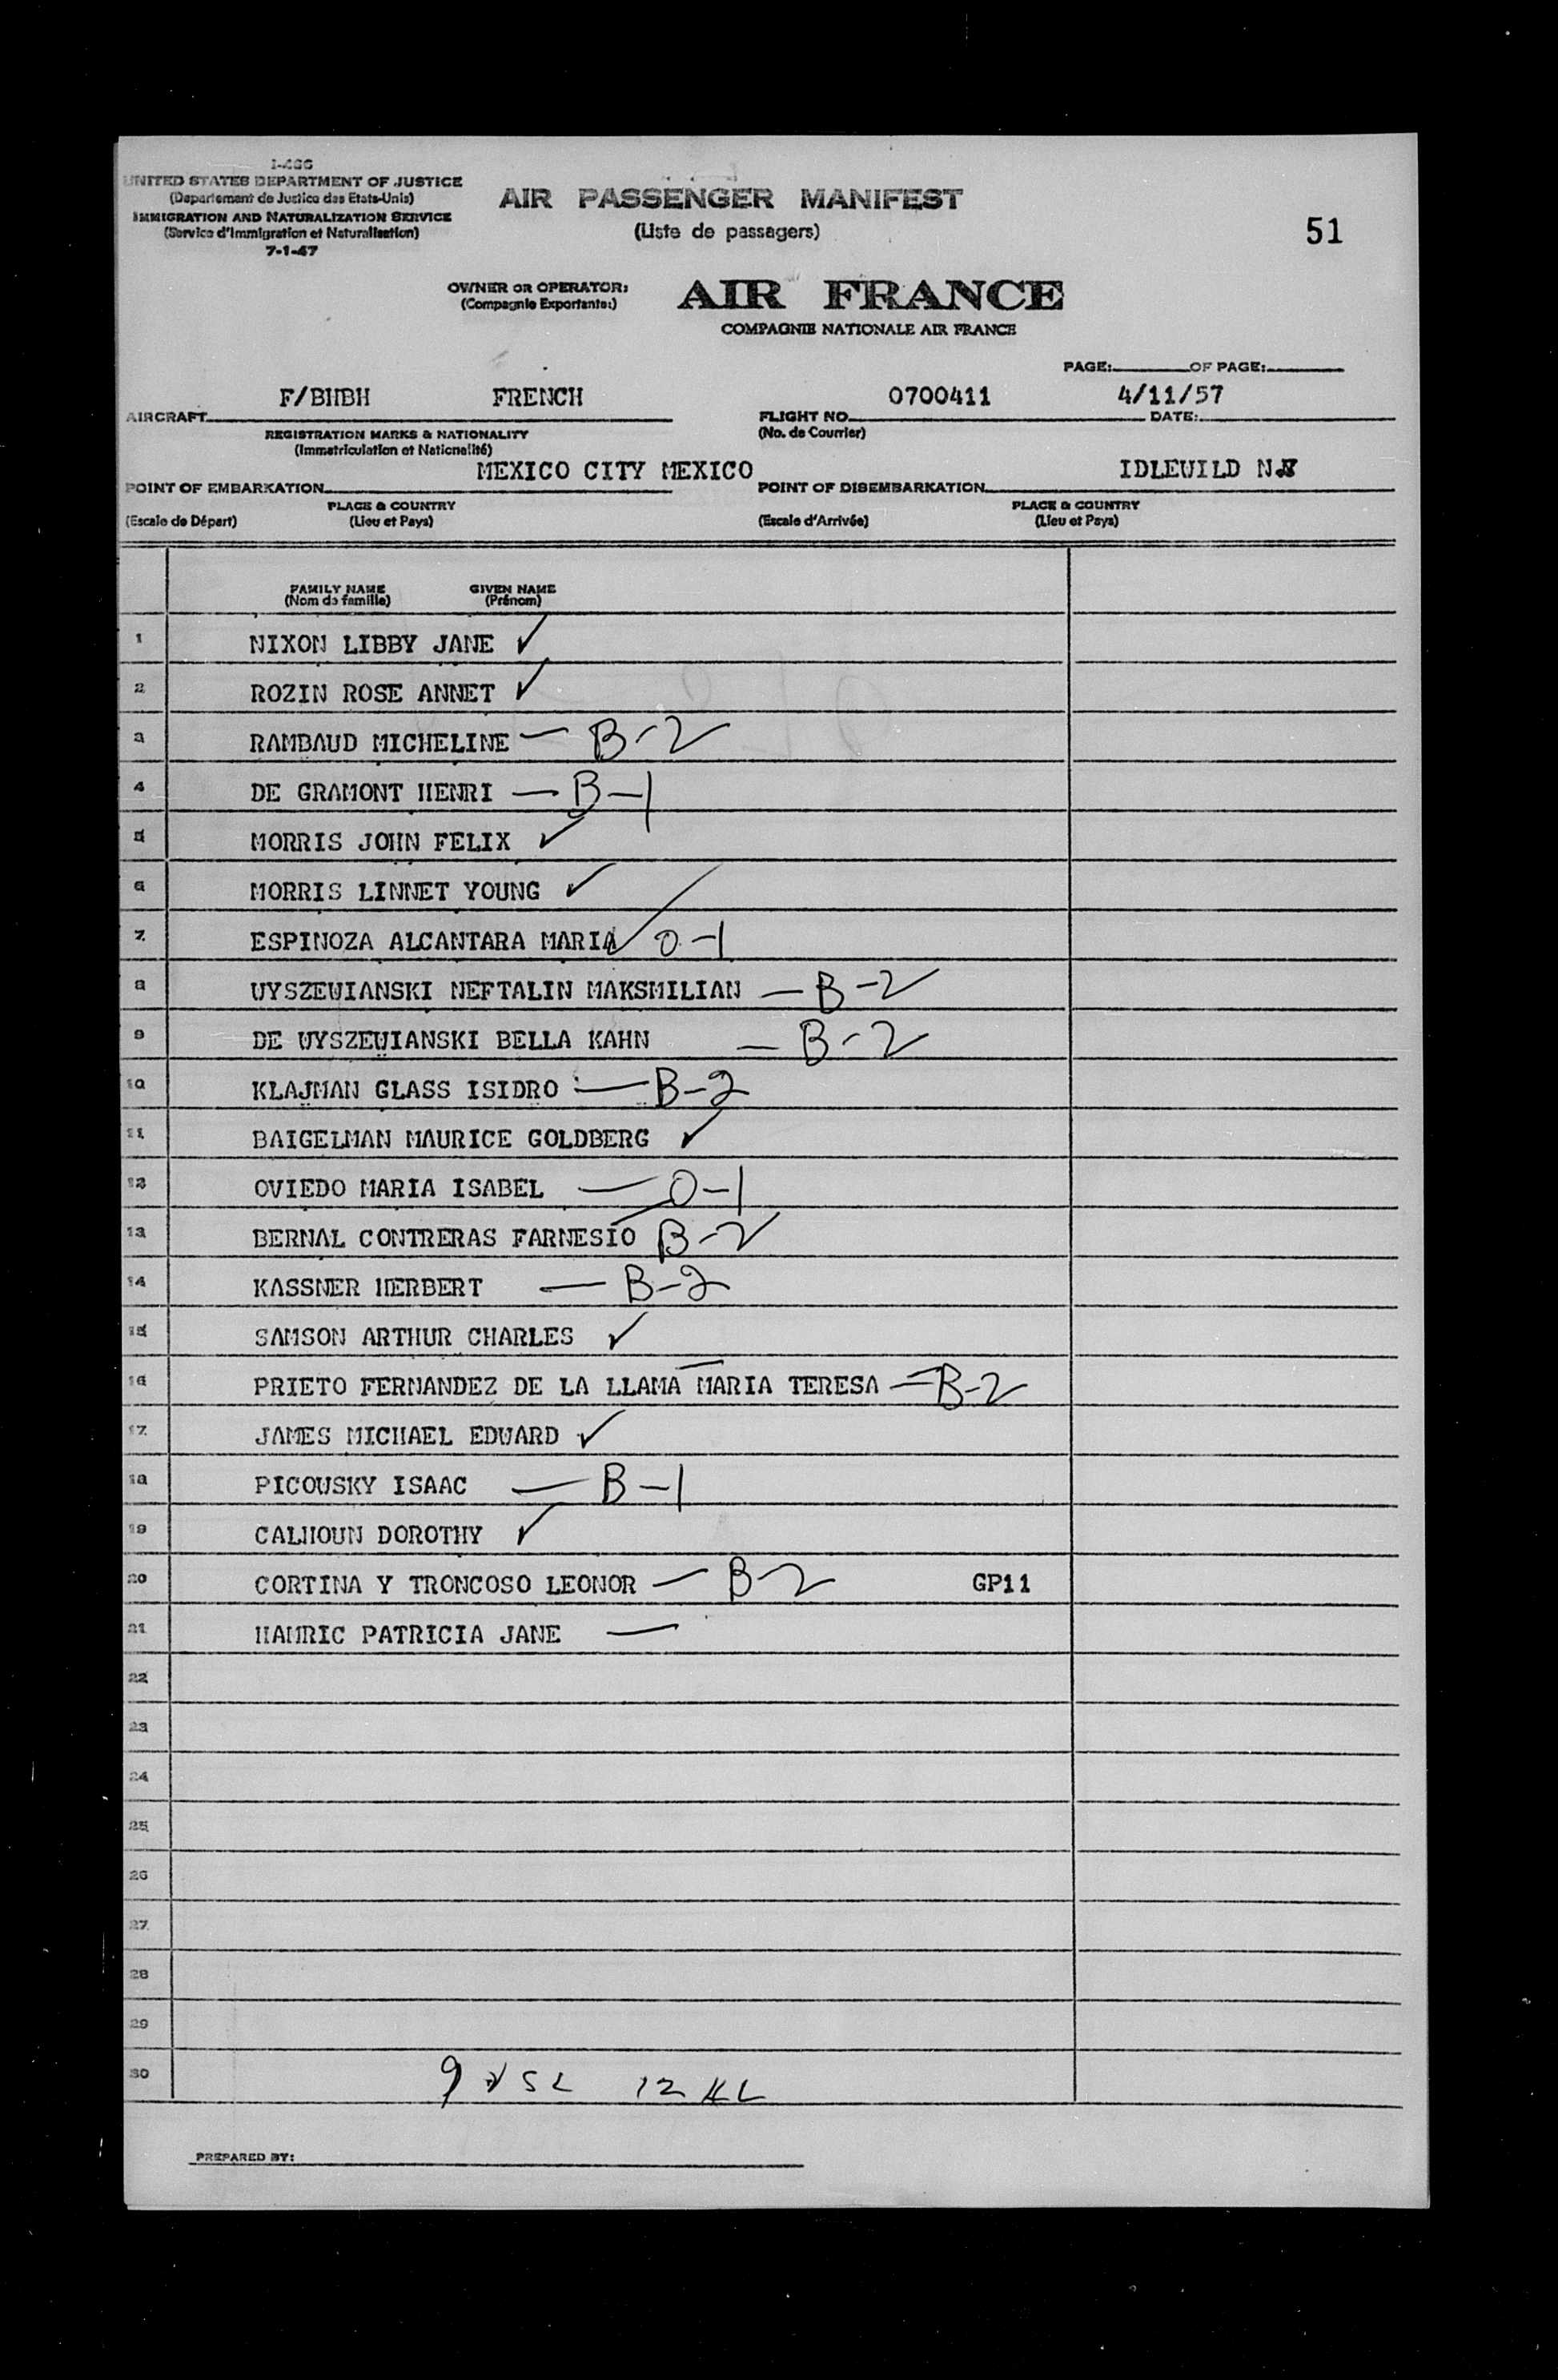 I-466
UNITED STATES DEPARTMENT OF JUSTICE
(Departement de Justice des Etats-Unis)
IMMIGRATION AND NATURALIZATION SERVICE
(Service d'Immigration et Naturalisation)
7-1-47
AIR PASSENGER MANIFEST
(Liste de passagers)
51
OWNER OR OPERATOR:
(Compagnie Exportante:)
AIR FRANCE
COMPAGNIE NATIONALE AIR FRANCE
PAGE: OF PAGE:
AIRCRAFT F/BHBH FRENCH
REGISTRATION MARKS & NATIONALITY
(Immatriculation et Nationalité)
FLIGHT NO. 0700411 DATE: 4/11/57
(No. de Courrier)
POINT OF EMBARKATION MEXICO CITY MEXICO
PLACE & COUNTRY
(Escale de Départ) (Lieu et Pays)
POINT OF DISEMBARKATION IDLEWILD N.Y
PLACE & COUNTRY
(Escale d'Arrivée) (Lieu et Pays)
FAMILY NAME GIVEN NAME
(Nom de famille) (Prénom)
1 NIXON LIBBY JANE ✓
2 ROZIN ROSE ANNET ✓
3 RAMBAUD MICHELINE — B-2
4 DE GRAMONT HENRI — B-1
5 MORRIS JOHN FELIX ✓
6 MORRIS LINNET YOUNG ✓
7 ESPINOZA ALCANTARA MARIA O-1
8 WYSZEWIANSKI NEFTALIN MAKSMILIAN — B-2
9 DE WYSZEWIANSKI BELLA KAHN — B-2
10 KLAJMAN GLASS ISIDRO — B-2
11 BAIGELMAN MAURICE GOLDBERG ✓
12 OVIEDO MARIA ISABEL — O-1
13 BERNAL CONTRERAS FARNESIO B-2
14 KASSNER HERBERT — B-2
15 SAMSON ARTHUR CHARLES ✓
16 PRIETO FERNANDEZ DE LA LLAMA MARIA TERESA — B-2
17 JAMES MICHAEL EDWARD ✓
18 PICOWSKY ISAAC — B-1
19 CALHOUN DOROTHY ✓
20 CORTINA Y TRONCOSO LEONOR — B-2 GP11
21 HAMRIC PATRICIA JANE —
22
23
24
25
26
27
28
29
30 12
PREPARED BY: